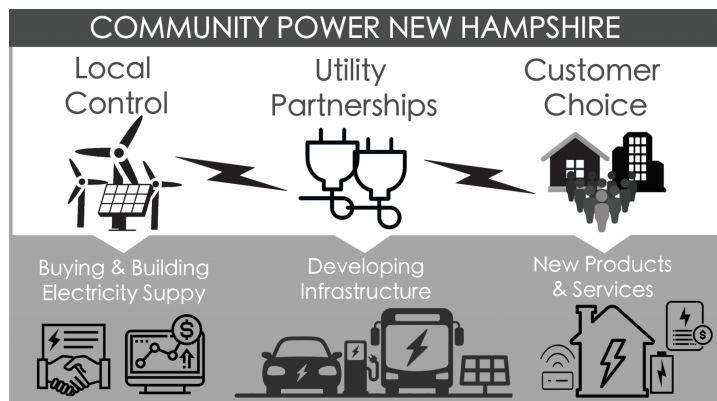 COMMUNITY POWER NEW HAMPSHIRE
Local
Control
Utility
Partnerships
Customer
Choice
Buying & Building
Electricity Suppy
Developing
Infrastructure
New Products
& Services
$
$